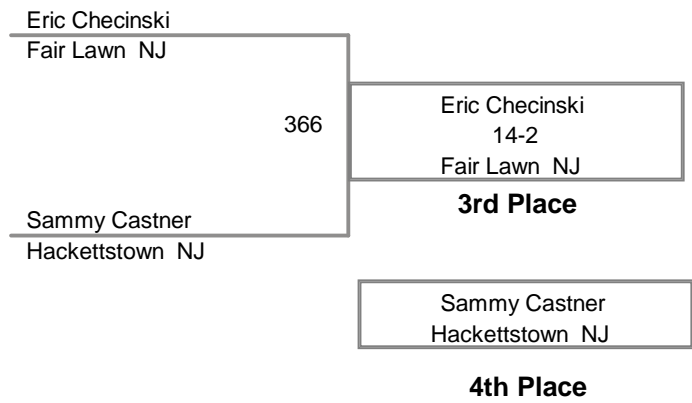 Eric Checinski
Fair Lawn  NJ
366
Eric Checinski
14-2
Fair Lawn  NJ
3rd Place
Sammy Castner
Hackettstown  NJ
Sammy Castner
Hackettstown  NJ
4th Place